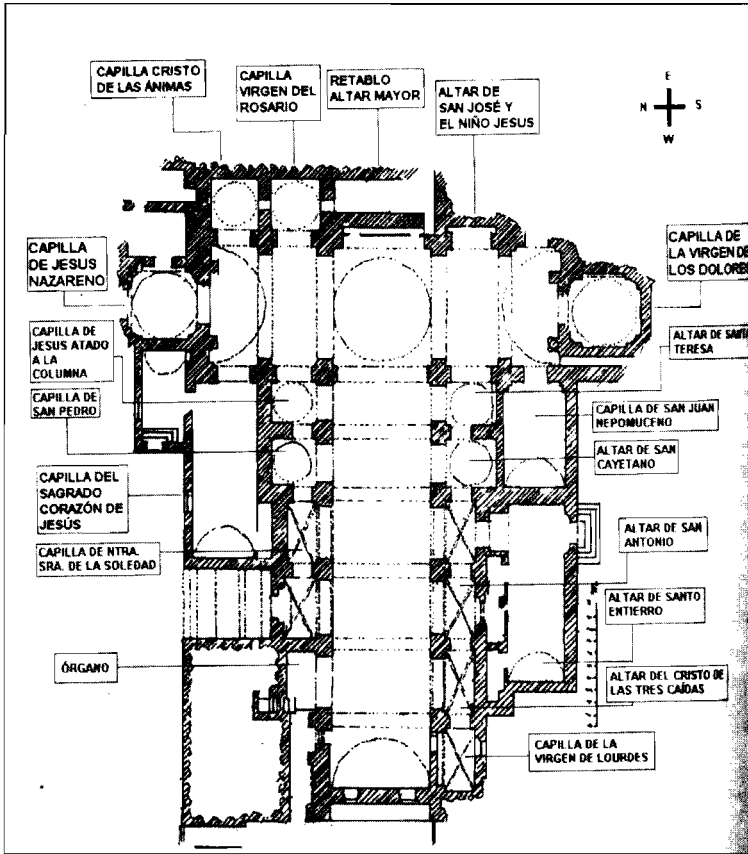 CAPILLA CRISTO
DE LAS ÁNIMAS
CAPILLA
VIRGEN DEL
ROSARIO
RETABLO
ALTAR MAYOR
ALTAR DE
SAN JOSÉ Y
EL NIÑO JESUS
E
N S
W
CAPILLA
DE JESUS
NAZARENO
CAPILLA DE
LA VIRGEN DE
LOS DOLORES
CAPILLA DE
JESUS ATADO
A LA
COLUMNA
ALTAR DE SANTA
TERESA
CAPILLA DE
SAN PEDRO
CAPILLA DE SAN JUAN
NEPOMUCENO
ALTAR DE SAN
CAYETANO
CAPILLA DEL
SAGRADO
CORAZÓN DE
JESÚS
CAPILLA DE NTRA.
SRA. DE LA SOLEDAD
ALTAR DE SAN
ANTONIO
ALTAR DE SANTO
ENTIERRO
ÓRGANO
ALTAR DEL CRISTO DE
LAS TRES CAÍDAS
CAPILLA DE LA
VIRGEN DE LOURDES